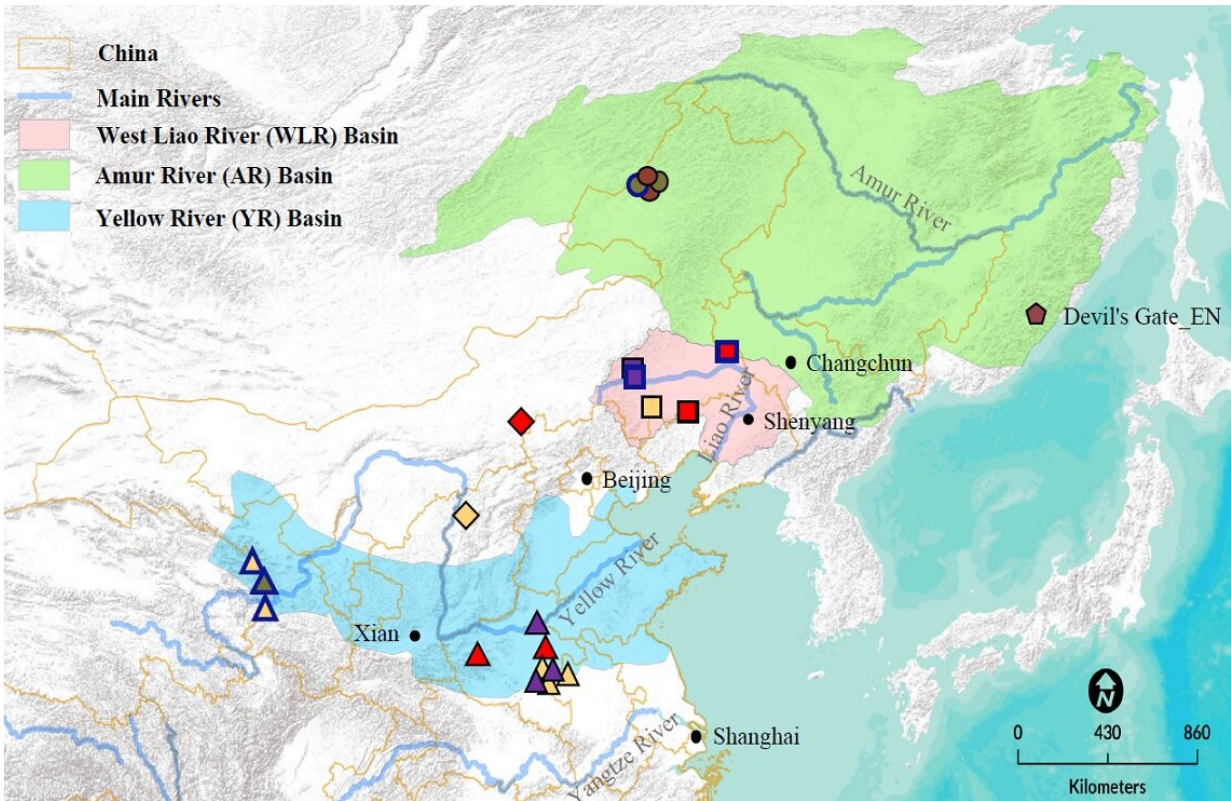 China
Main Rivers
West Liao River (WLR) Basin
Amur River (AR) Basin
Yellow River (YR) Basin
Amur River
Devil's Gate_EN
Changchun
Liao River
Shenyang
Beijing
Yellow River
Xian
Shanghai
Yangtze River
N
0 430 860
Kilometers